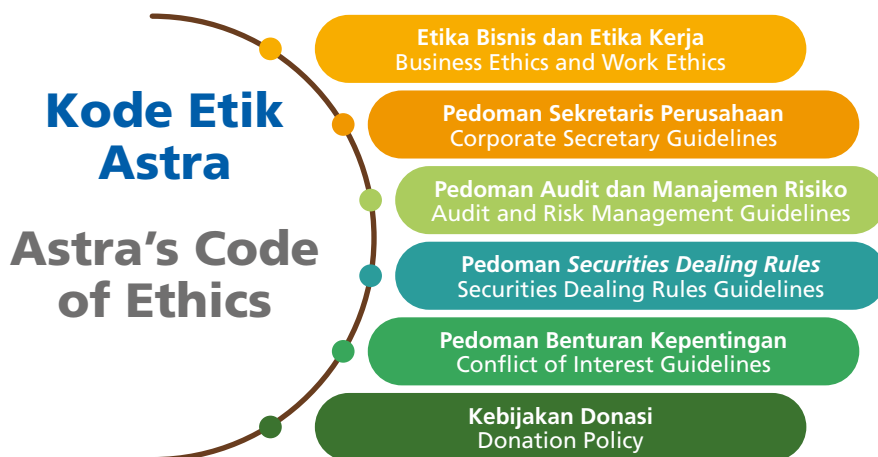 Kode Etik
Astra
Astra's Code
of Ethics
Etika Bisnis dan Etika Kerja
Business Ethics and Work Ethics
Pedoman Sekretaris Perusahaan
Corporate Secretary Guidelines
Pedoman Audit dan Manajemen Risiko
Audit and Risk Management Guidelines
Pedoman Securities Dealing Rules
Securities Dealing Rules Guidelines
Pedoman Benturan Kepentingan
Conflict of Interest Guidelines
Kebijakan Donasi
Donation Policy